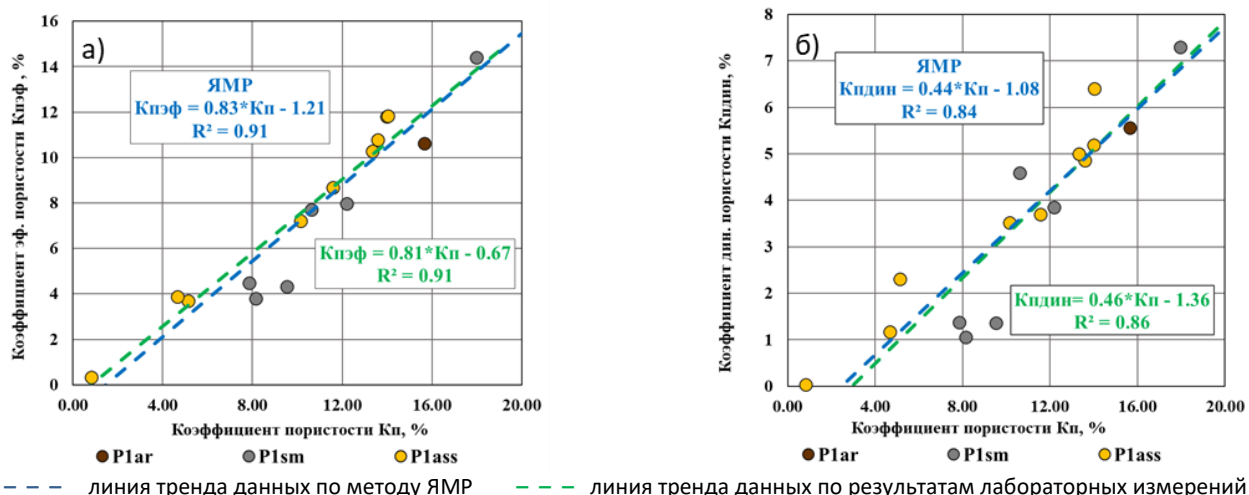 а)
Коэффициент эф. пористости Кпэф , %
16
14
12
10
8
6
4
2
0
ЯМР
Кпэф = 0.83*Кп - 1.21
R² = 0.91
Кпэф = 0.81*Кп - 0.67
R² = 0.91
0.00 4.00 8.00 12.00 16.00 20.00
Коэффициент пористости Кп, %
P1ar P1sm P1ass
б)
Коэффициент дин. пористости Кпдин, %
8
7
6
5
4
3
2
1
0
ЯМР
Кпдин = 0.44*Кп - 1.08
R² = 0.84
Кпдин= 0.46*Кп - 1.36
R² = 0.86
0.00 4.00 8.00 12.00 16.00 20.00
Коэффициент пористости Кп, %
P1ar P1sm P1ass
линия тренда данных по методу ЯМР
линия тренда данных по результатам лабораторных измерений